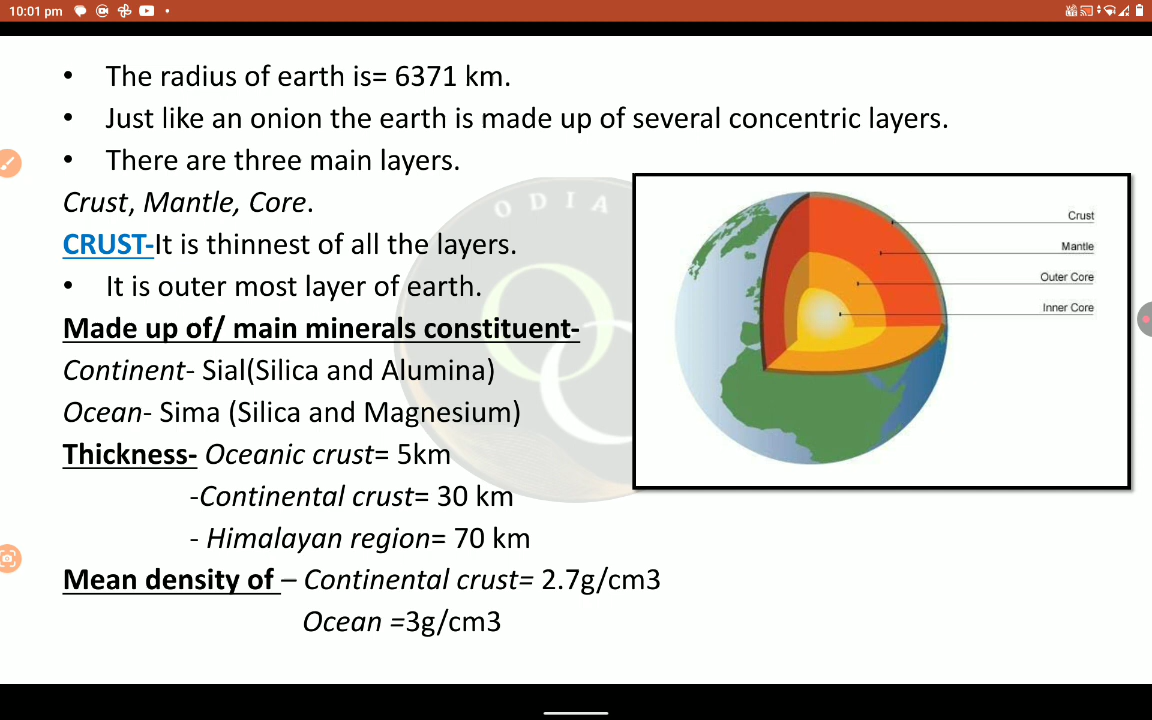 10:01 pm
• The radius of earth is= 6371 km.
• Just like an onion the earth is made up of several concentric layers.
• There are three main layers.
Crust, Mantle, Core.
CRUST-It is thinnest of all the layers.
• It is outer most layer of earth.
Made up of/ main minerals constituent-
Continent- Sial(Silica and Alumina)
Ocean- Sima (Silica and Magnesium)
Thickness- Oceanic crust= 5km
-Continental crust= 30 km
- Himalayan region= 70 km
Mean density of – Continental crust= 2.7g/cm3
Ocean =3g/cm3
ODIA
Crust
Mantle
Outer Core
Inner Core